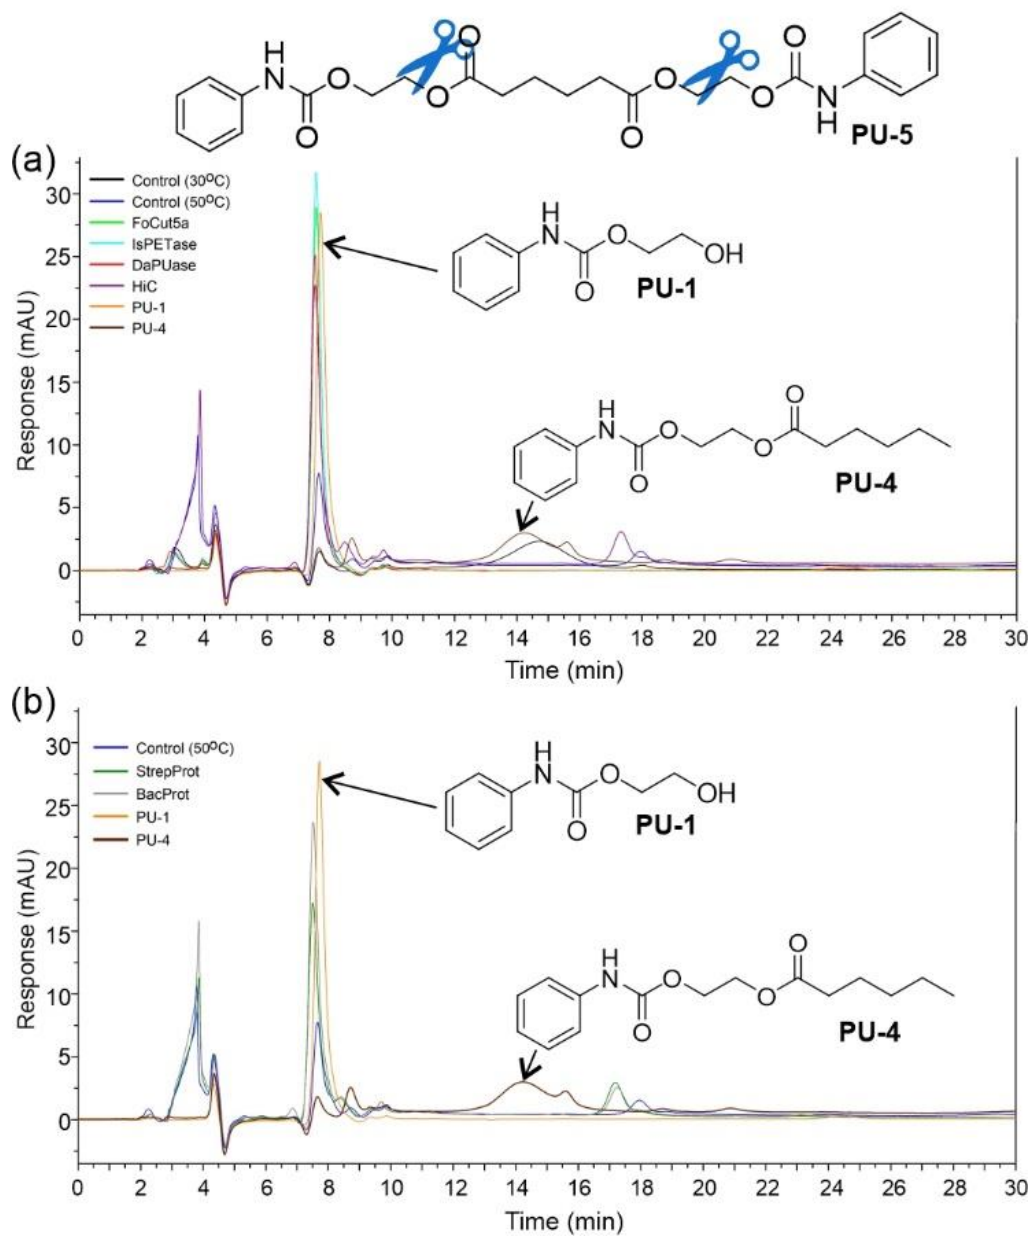 H
N
O
O
O
O
O
O
O
O
N
H
PU-5
(a)
Control (30°C)
Control (50°C)
FoCut5a
IsPETase
DaPUase
HiC
PU-1
PU-4
H
N
O
O
OH
PU-1
H
N
O
O
O
O
PU-4
30
25
20
15
10
5
0
Response (mAU)
0 2 4 6 8 10 12 14 16 18 20 22 24 26 28 30
Time (min)
(b)
Control (50°C)
StrepProt
BacProt
PU-1
PU-4
H
N
O
O
OH
PU-1
H
N
O
O
O
O
PU-4
30
25
20
15
10
5
0
Response (mAU)
0 2 4 6 8 10 12 14 16 18 20 22 24 26 28 30
Time (min)